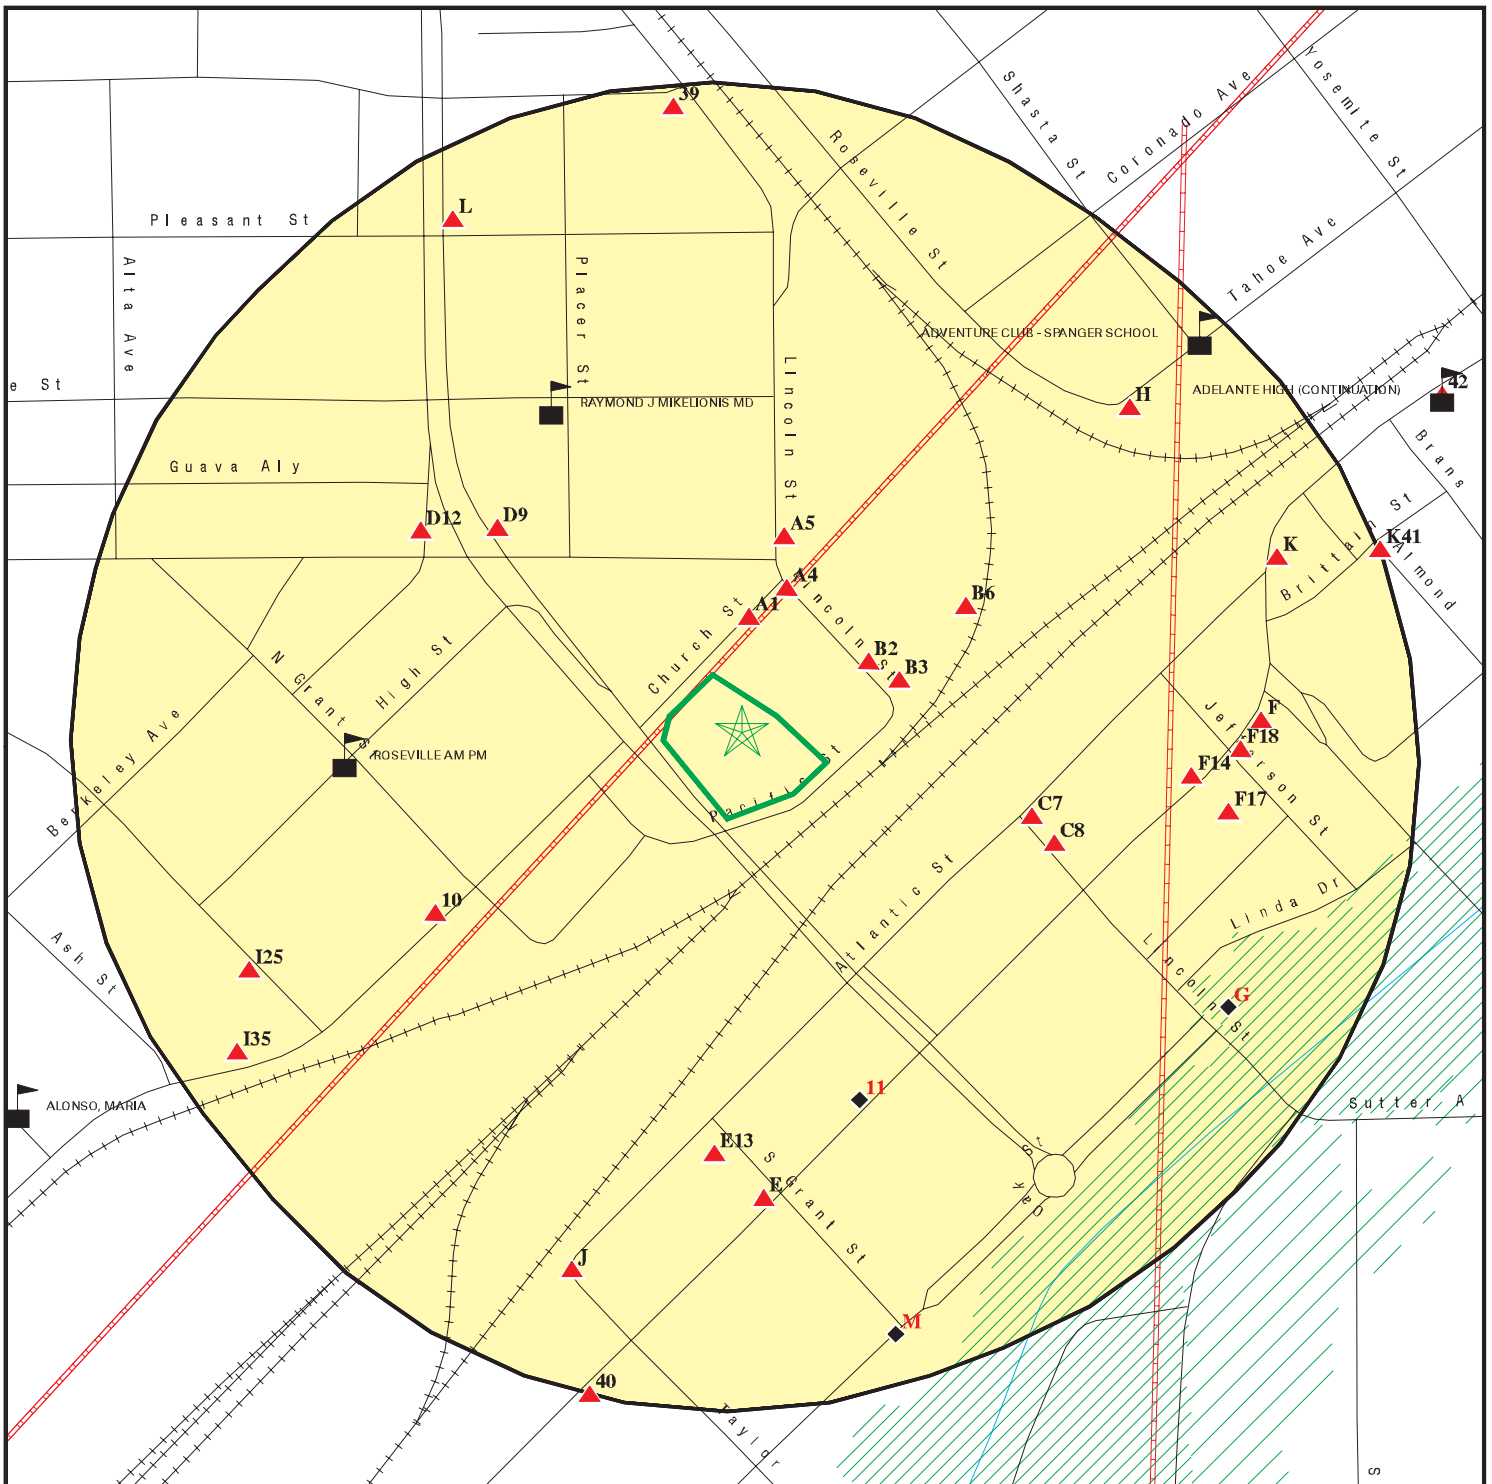 39
Shasta St
Coronado Ave
Yosemite St
Roseville St
L
Pleasant St
Alta Ave
Placer St
Tahoe Ave
ADVENTURE CLUB - SPANGER SCHOOL
Lincoln St
e St
RAYMOND J MIKELIONIS MD
H
ADELANTE HIGH (CONTINUATION)
42
Brans
Guava Aly
D12
D9
A5
K
K41
Brittain St
Almond
A4
A1
Lincoln St
B6
Church St
B2
B3
N Grant St
High St
Berkeley Ave
ROSEVILLE AM PM
Pacific St
Jefferson St
F
F18
F14
F17
C7
C8
Atlantic St
Linda Dr
10
Ash St
I25
Lincoln St
G
I35
11
ALONSO, MARIA
Sutter A
E13
S Grant St
Oak St
E
J
M
40
Taylor
S